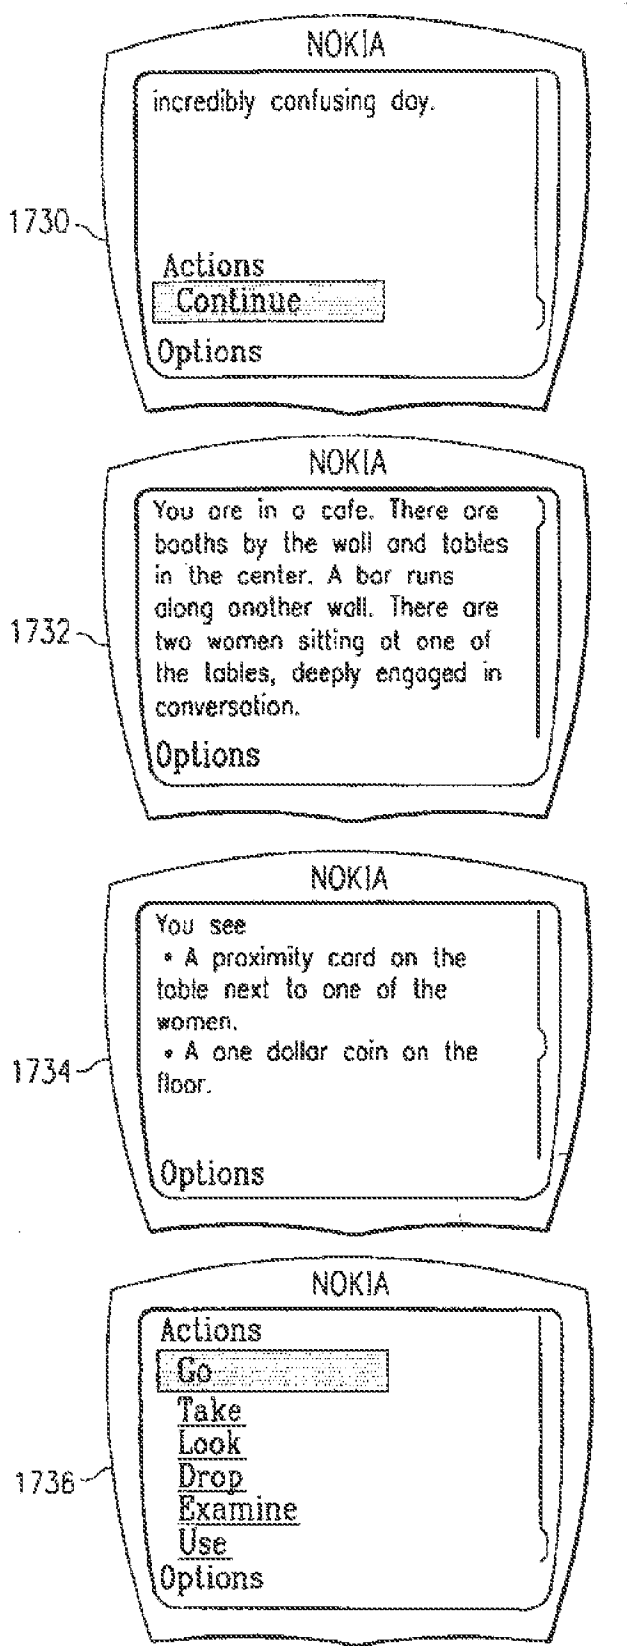 NOKIA
incredibly confusing day.
1730
Actions
Continue
Options
NOKIA
You are in a cafe. There are
booths by the wall and tables
in the center. A bar runs
1732
along another wall. There are
two women sitting at one of
the tables, deeply engaged in
conversation.
Options
NOKIA
You see
• A proximity card on the
table next to one of the
women.
1734
• A one dollar coin on the
floor.
Options
NOKIA
Actions
Go
Take
Look
1736
Drop
Examine
Use
Options